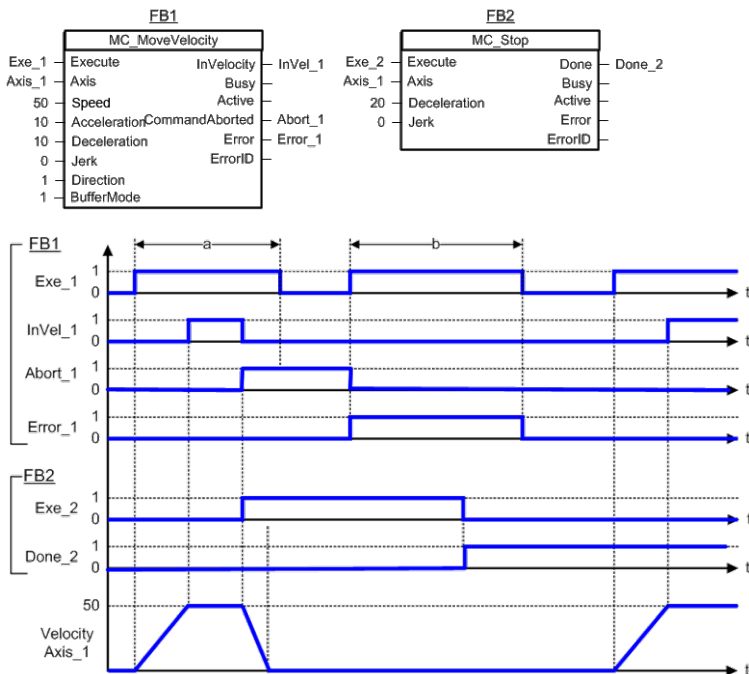 FB1
MC_MoveVelocity
Exe_1 Execute InVelocity InVel_1
Axis_1 Axis Busy
50 Speed Active
10 Acceleration CommandAborted Abort_1
10 Deceleration Error Error_1
0 Jerk ErrorID
1 Direction
1 BufferMode
FB2
MC_Stop
Exe_2 Execute Done Done_2
Axis_1 Axis Busy
20 Deceleration Active
0 Jerk Error
ErrorID
FB1
a
b
Exe_1 1
0
t
InVel_1 1
0
t
Abort_1 1
0
t
Error_1 1
0
t
FB2
Exe_2 1
0
t
Done_2 1
0
t
50
Velocity
Axis_1
t